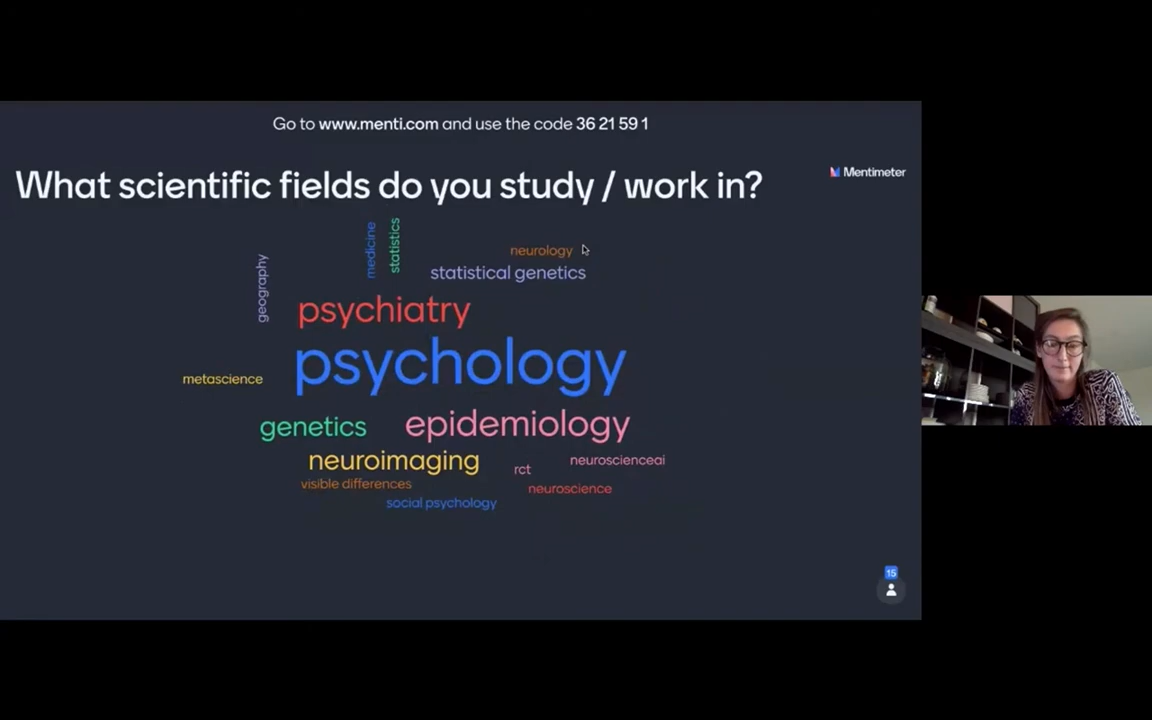 Go to www.menti.com and use the code 36 21 59 1
Mentimeter
What scientific fields do you study / work in?
medicine
statistics
neurology
geography
statistical genetics
psychiatry
psychology
metascience
genetics
epidemiology
neuroimaging
rct
neuroscienceai
visible differences
neuroscience
social psychology
15